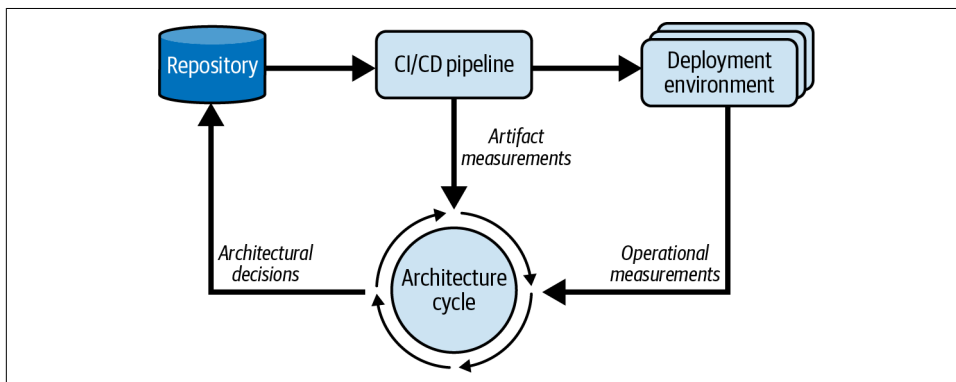 Repository
CI/CD pipeline
Deployment
environment
Artifact
measurements
Architectural
decisions
Architecture
cycle
Operational
measurements